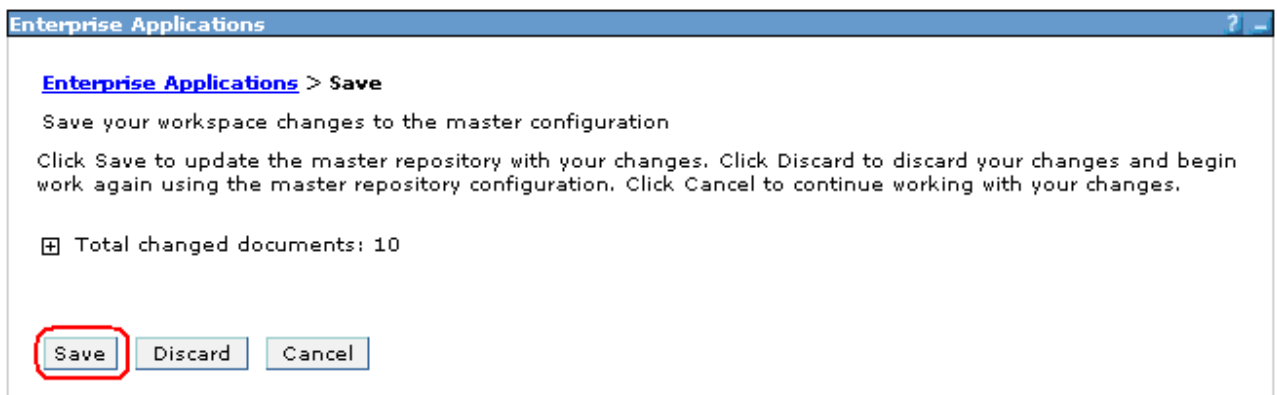 Enterprise Applications ? –
Enterprise Applications > Save
Save your workspace changes to the master configuration
Click Save to update the master repository with your changes. Click Discard to discard your changes and begin
work again using the master repository configuration. Click Cancel to continue working with your changes.
+ Total changed documents: 10
Save Discard Cancel